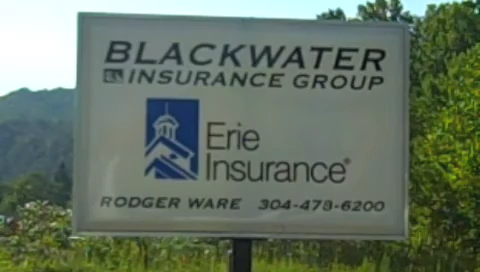 BLACKWATER
INSURANCE GROUP
Erie
Insurance®
RODGER WARE 304-478-6200